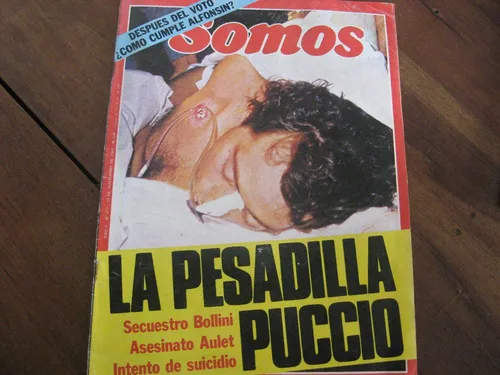 DESPUES DEL VOTO
¿COMO CUMPLE ALFONSIN?
Somos
LA PESADILLA
PUCCIO
Secuestro Bollini
Asesinato Aulet
Intento de suicidio